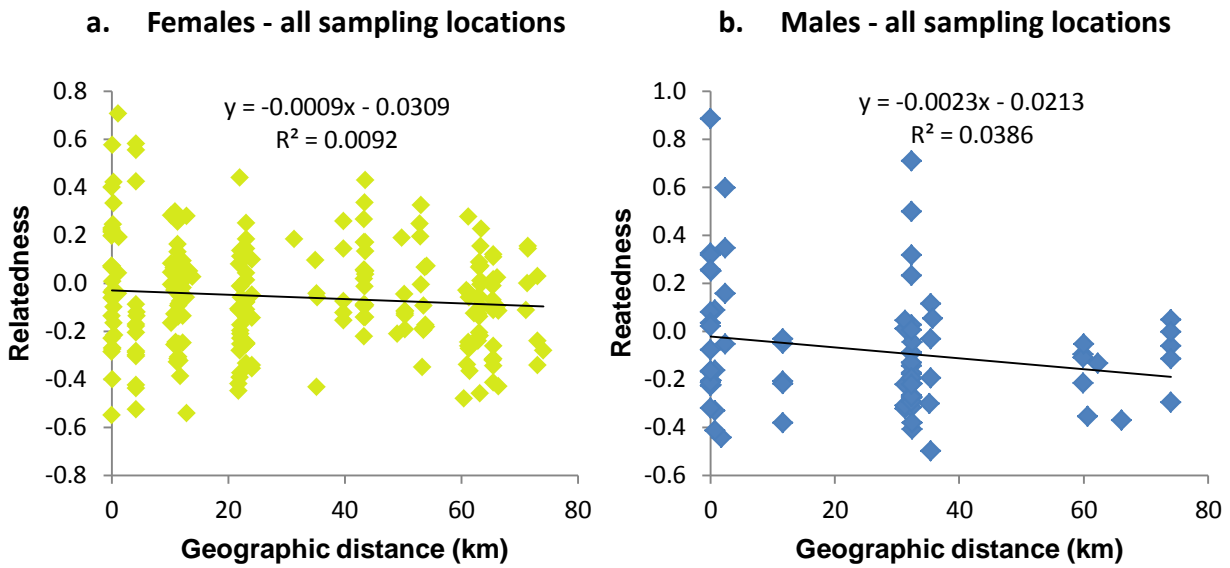 a. Females - all sampling locations
y = -0.0009x - 0.0309
R² = 0.0092
Relatedness
0.8
0.6
0.4
0.2
0.0
-0.2
-0.4
-0.6
-0.8
0 20 40 60 80
Geographic distance (km)
b. Males - all sampling locations
y = -0.0023x - 0.0213
R² = 0.0386
Reatedness
1.0
0.8
0.6
0.4
0.2
0.0
-0.2
-0.4
-0.6
0 20 40 60 80
Geographic distance (km)